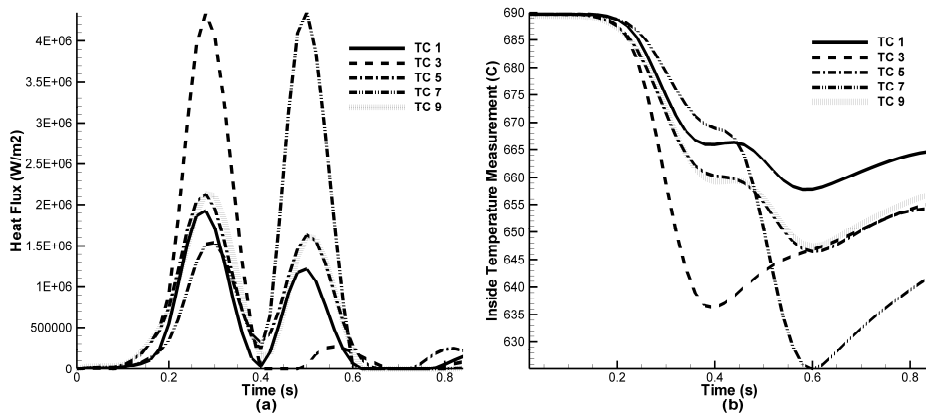 4E+06
3.5E+06
3E+06
2.5E+06
2E+06
1.5E+06
1E+06
500000
0
0
0.2
0.4
0.6
0.8
Heat Flux (W/m2)
Time (s)
TC 1
TC 3
TC 5
TC 7
TC 9
(a)
690
685
680
675
670
665
660
655
650
645
640
635
630
0.2
0.4
0.6
0.8
Inside Temperature Measurement (C)
Time (s)
TC 1
TC 3
TC 5
TC 7
TC 9
(b)